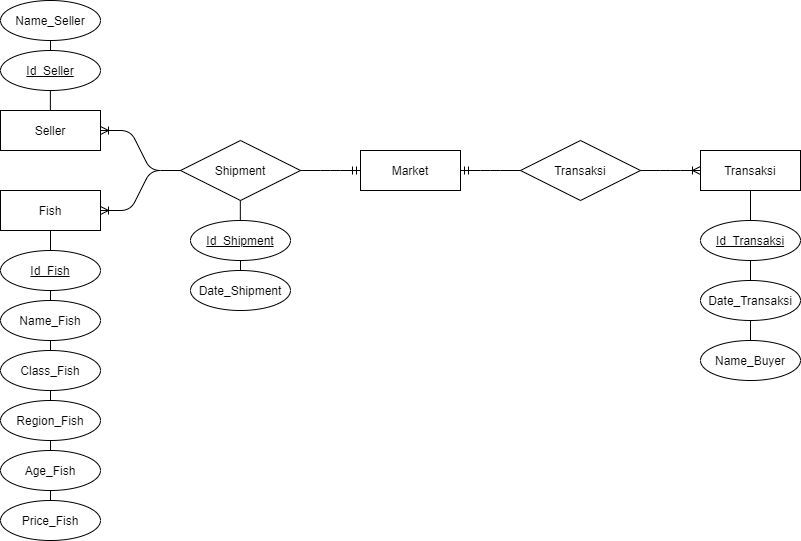 Name_Seller
Id_Seller
Seller
Fish
Id_Fish
Name_Fish
Class_Fish
Region_Fish
Age_Fish
Price_Fish
Shipment
Id_Shipment
Date_Shipment
Market
Transaksi
Transaksi
Id_Transaksi
Date_Transaksi
Name_Buyer